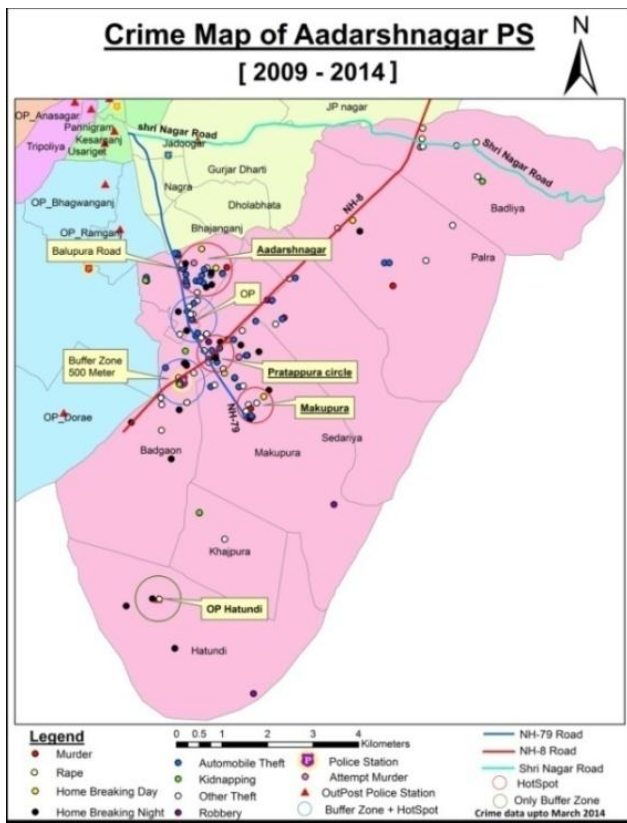 Crime Map of Aadarshnagar PS
[ 2009 - 2014 ]
N
JP nagar
OP_Anasagar
Pannigram
Kesarganj
Tripoliya
Usariget
shri Nagar Road
Jadoogar
Shri Nagar Road
Gurjar Dharti
Nagra
NH-8
OP_Bhagwanganj
Dholabhata
Badliya
OP_Ramganj
Bhajanganj
Balupura Road
Aadarshnagar
Palra
OP
Buffer Zone
500 Meter
Pratappura circle
Makupura
OP_Dorae
NH-79
Sedariya
Badgaon
Makupura
Khajpura
OP Hatundi
Hatundi
Legend
Murder
Rape
Home Breaking Day
Home Breaking Night
0 0.5 1 2 3 4
Kilometers
Automobile Theft
Kidnapping
Other Theft
Robbery
P
Police Station
Attempt Murder
OutPost Police Station
Buffer Zone + HotSpot
NH-79 Road
NH-8 Road
Shri Nagar Road
HotSpot
Only Buffer Zone
Crime data upto March 2014